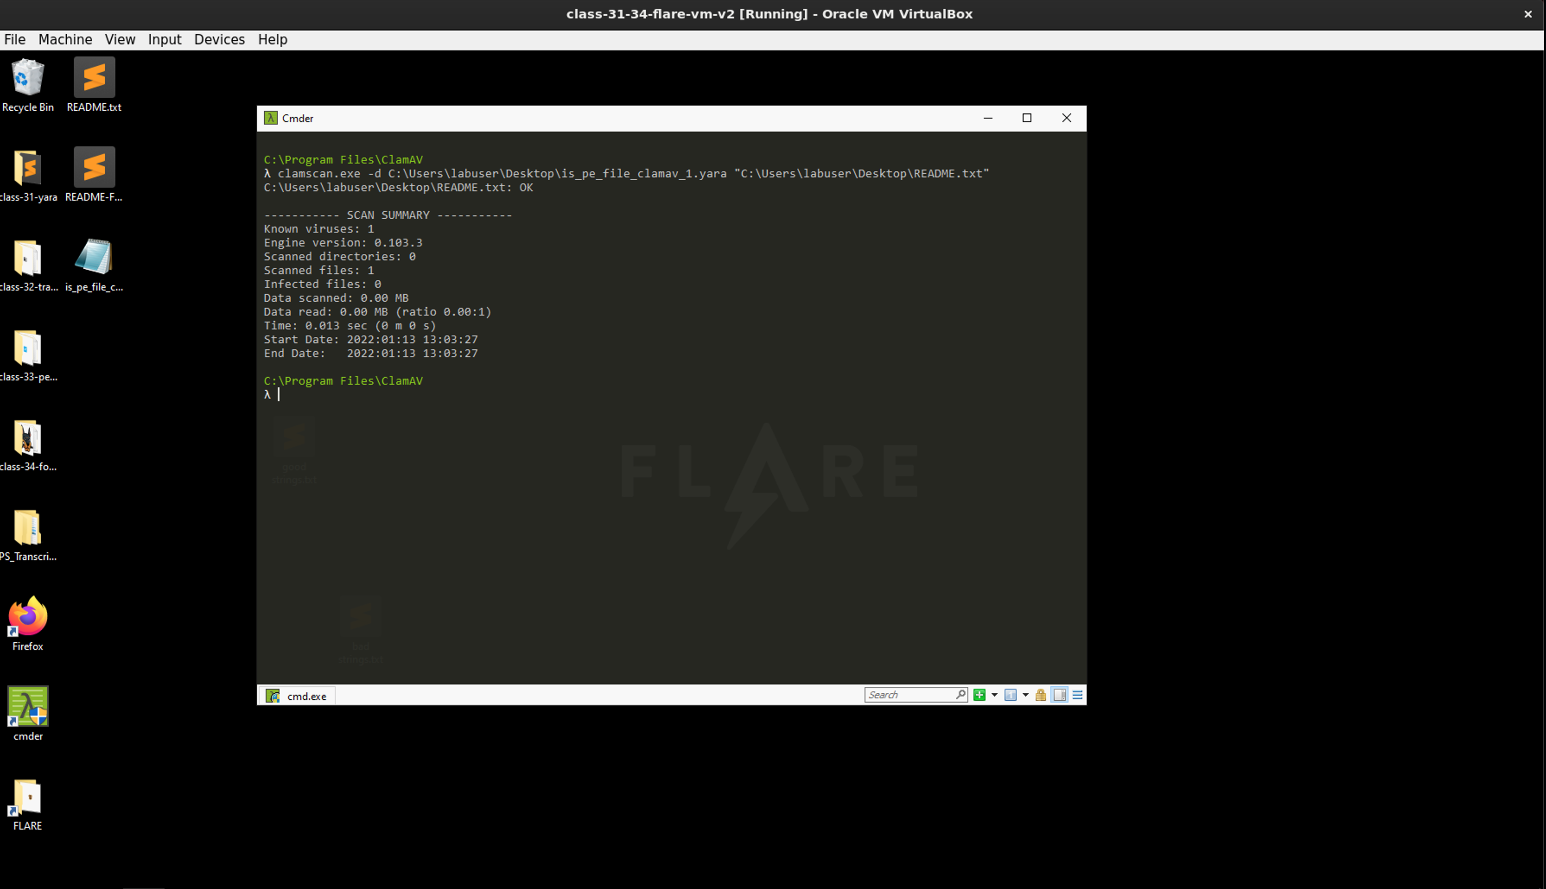 class-31-34-flare-vm-v2 [Running] - Oracle VM VirtualBox
File Machine View Input Devices Help
Recycle Bin
README.txt
class-31-yara
README-F...
class-32-tra...
is_pe_file_c...
class-33-pe...
class-34-fo...
PS_Transcri...
Firefox
cmder
FLARE
Cmder
C:\Program Files\ClamAV
λ clamscan.exe -d C:\Users\labuser\Desktop\is_pe_file_clamav_1.yara "C:\Users\labuser\Desktop\README.txt"
C:\Users\labuser\Desktop\README.txt: OK
----------- SCAN SUMMARY -----------
Known viruses: 1
Engine version: 0.103.3
Scanned directories: 0
Scanned files: 1
Infected files: 0
Data scanned: 0.00 MB
Data read: 0.00 MB (ratio 0.00:1)
Time: 0.013 sec (0 m 0 s)
Start Date: 2022:01:13 13:03:27
End Date:   2022:01:13 13:03:27
C:\Program Files\ClamAV
λ
FLARE
cmd.exe
Search